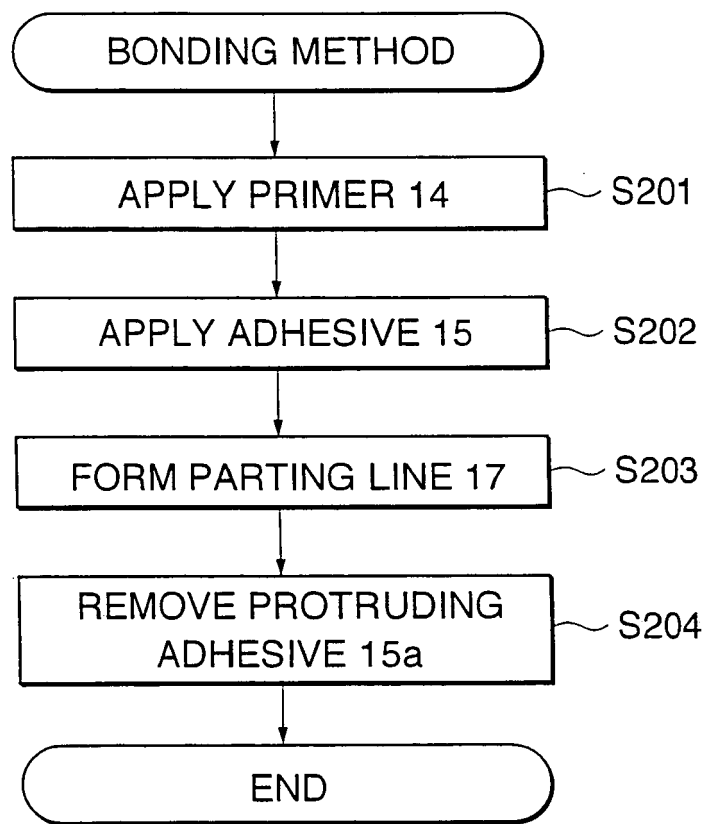 BONDING METHOD
APPLY PRIMER 14
S201
APPLY ADHESIVE 15
S202
FORM PARTING LINE 17
S203
REMOVE PROTRUDING
ADHESIVE 15a
S204
END